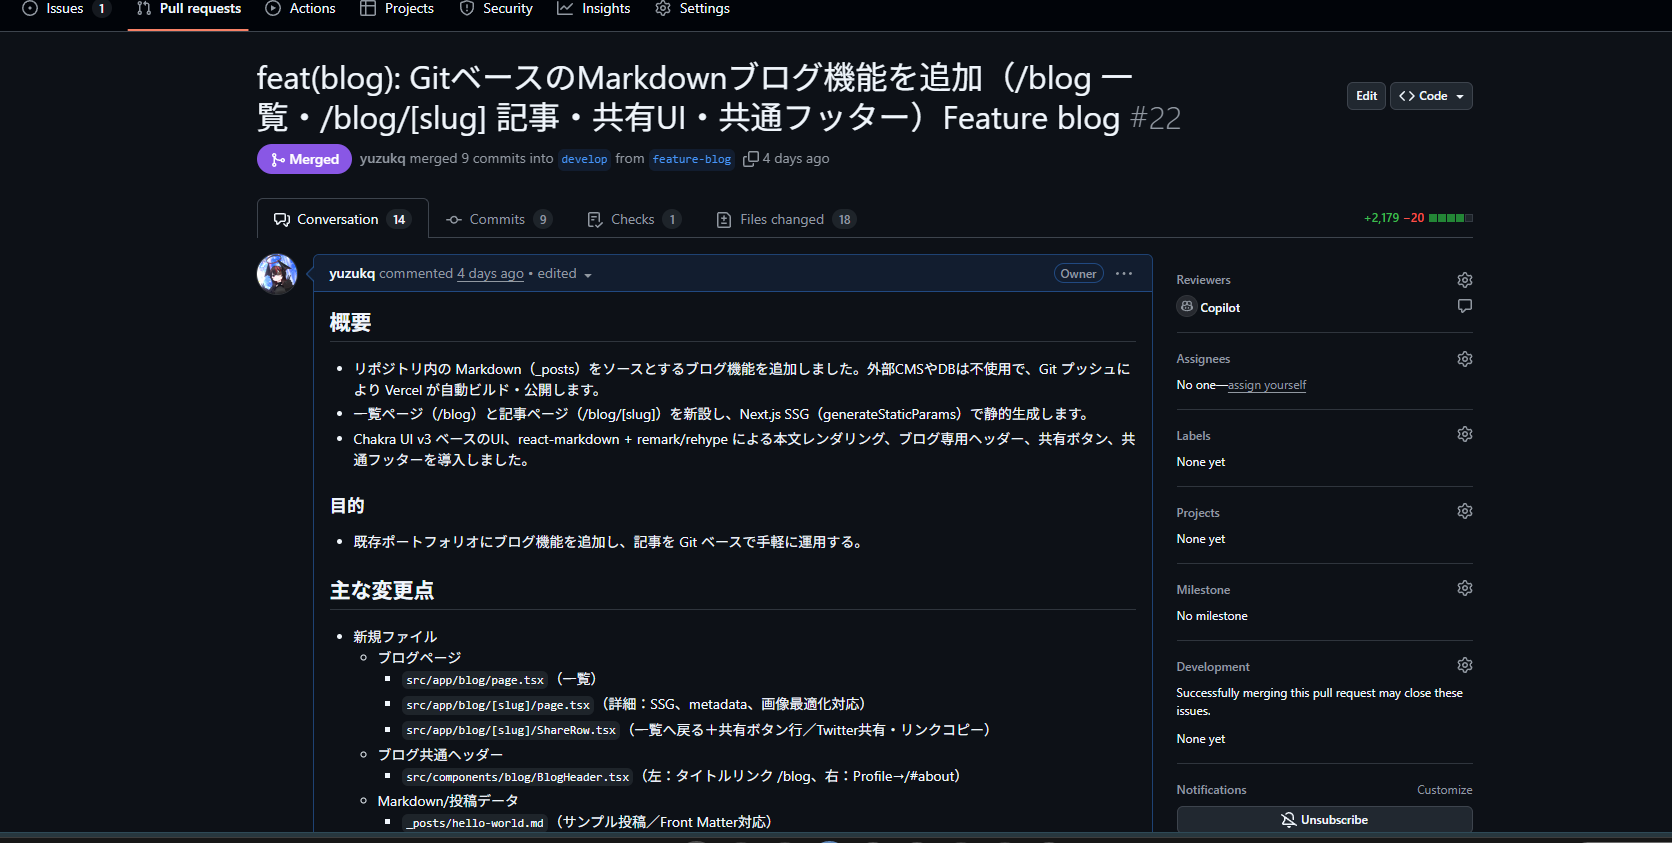 Issues 1 Pull requests Actions Projects Security Insights Settings
feat(blog): GitベースのMarkdownブログ機能を追加（/blog 一
覧・/blog/[slug] 記事・共有UI・共通フッター）Feature blog #22
Edit
Code
Merged yuzukq merged 9 commits into develop from feature-blog 4 days ago
Conversation 14 Commits 9 Checks 1 Files changed 18
+2,179 −20
yuzukq commented 4 days ago • edited
Owner
概要
リポジトリ内の Markdown（_posts）をソースとするブログ機能を追加しました。外部CMSやDBは不使用で、Git プッシュに
より Vercel が自動ビルド・公開します。
一覧ページ（/blog）と記事ページ（/blog/[slug]）を新設し、Next.js SSG（generateStaticParams）で静的生成します。
Chakra UI v3 ベースのUI、react-markdown + remark/rehype による本文レンダリング、ブログ専用ヘッダー、共有ボタン、共
通フッターを導入しました。
目的
既存ポートフォリオにブログ機能を追加し、記事を Git ベースで手軽に運用する。
主な変更点
新規ファイル
ブログページ
src/app/blog/page.tsx（一覧）
src/app/blog/[slug]/page.tsx（詳細：SSG、metadata、画像最適化対応）
src/app/blog/[slug]/ShareRow.tsx（一覧へ戻る＋共有ボタン行／Twitter共有・リンクコピー）
ブログ共通ヘッダー
src/components/blog/BlogHeader.tsx（左：タイトルリンク /blog、右：Profile→/#about）
Markdown/投稿データ
_posts/hello-world.md（サンプル投稿／Front Matter対応）
Reviewers
Copilot
Assignees
No one—assign yourself
Labels
None yet
Projects
None yet
Milestone
No milestone
Development
Successfully merging this pull request may close these
issues.
None yet
Notifications Customize
Unsubscribe